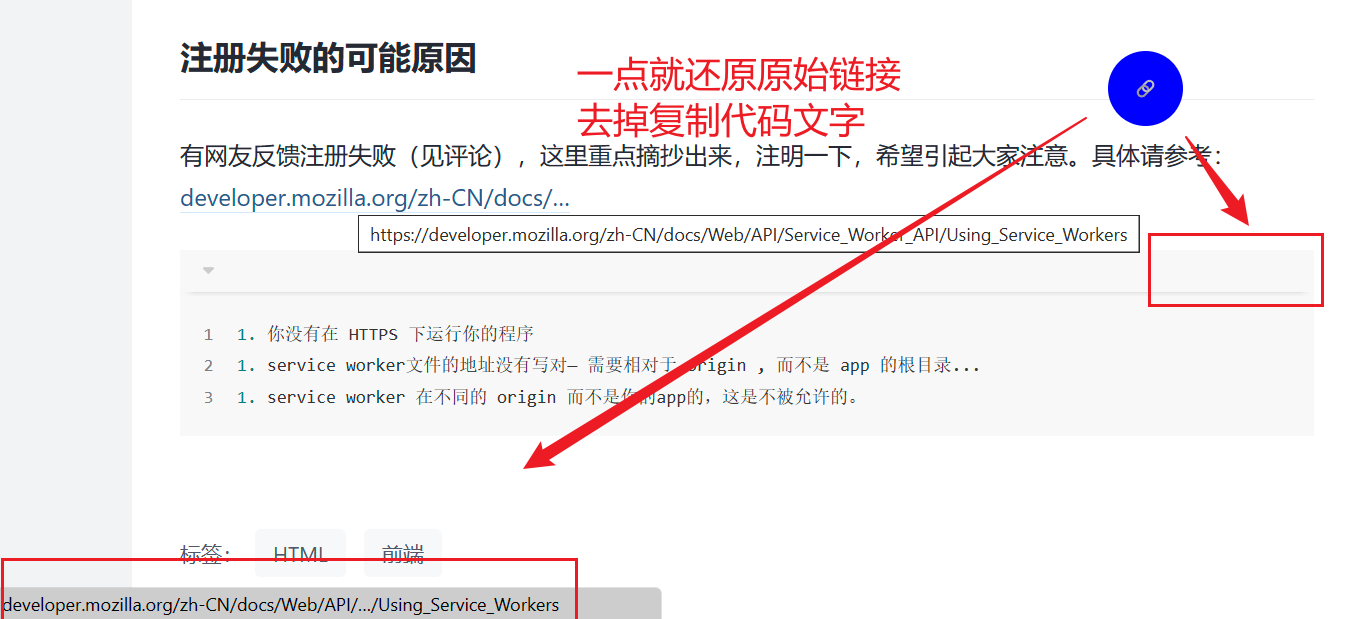 注册失败的可能原因
一点就还原原始链接
去掉复制代码文字
有网友反馈注册失败（见评论），这里重点摘抄出来，注明一下，希望引起大家注意。具体请参考：
developer.mozilla.org/zh-CN/docs/…
https://developer.mozilla.org/zh-CN/docs/Web/API/Service_Worker_API/Using_Service_Workers
1 1. 你没有在 HTTPS 下运行你的程序
2 1. service worker文件的地址没有写对— 需要相对于 origin , 而不是 app 的根目录...
3 1. service worker 在不同的 origin 而不是你的app的，这是不被允许的。
标签： HTML 前端
developer.mozilla.org/zh-CN/docs/Web/API/.../Using_Service_Workers